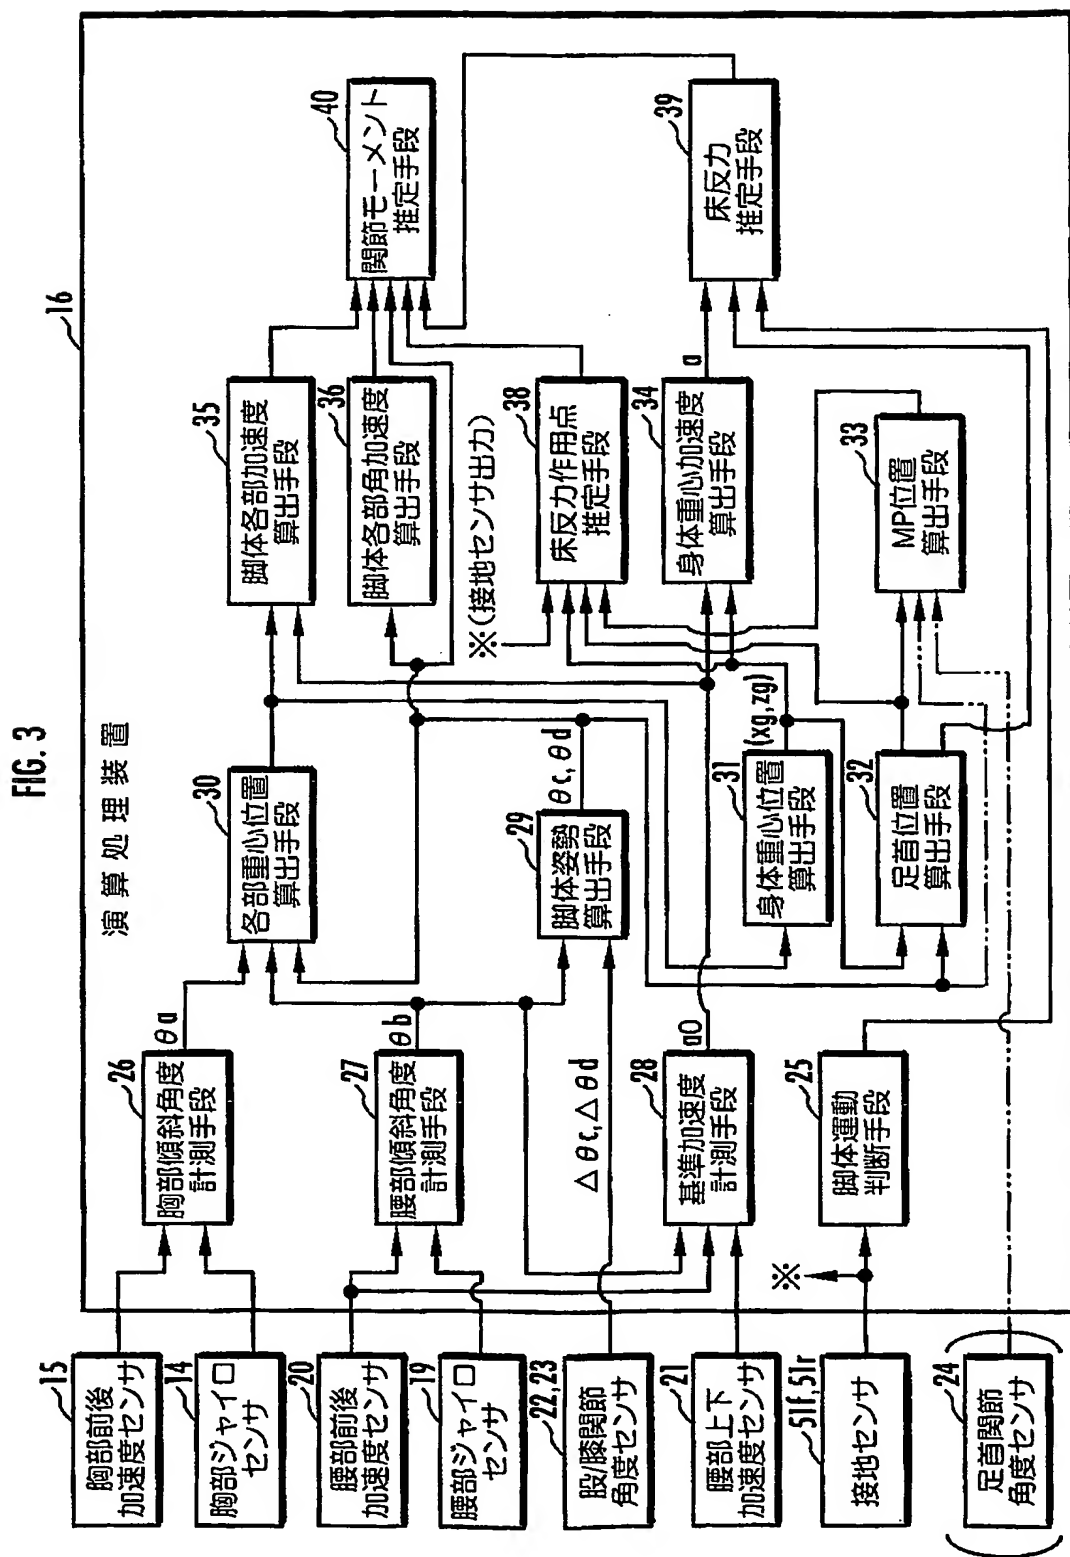 FIG. 3
16
演算処理装置
15
胸部前後
加速度センサ
14
胸部ジャイロ
センサ
20
腰部前後
加速度センサ
19
腰部ジャイロ
センサ
22,23
股/膝関節
角度センサ
21
腰部上下
加速度センサ
51f,51r
接地センサ
24
足首関節
角度センサ
26
胸部傾斜角度
計測手段
θa
27
腰部傾斜角度
計測手段
θb
△θc,△θd
28
基準加速度
計測手段
a0
※
25
脚体運動
判断手段
30
各部重心位置
算出手段
29
脚体姿勢
算出手段
θc,θd
31
身体重心位置
算出手段
(xg,zg)
32
足首位置
算出手段
35
脚体各部加速度
算出手段
36
脚体各部角加速度
算出手段
※(接地センサ出力)
38
床反力作用点
推定手段
34
身体重心加速度
算出手段
a
33
MP位置
算出手段
40
関節モーメント
推定手段
39
床反力
推定手段